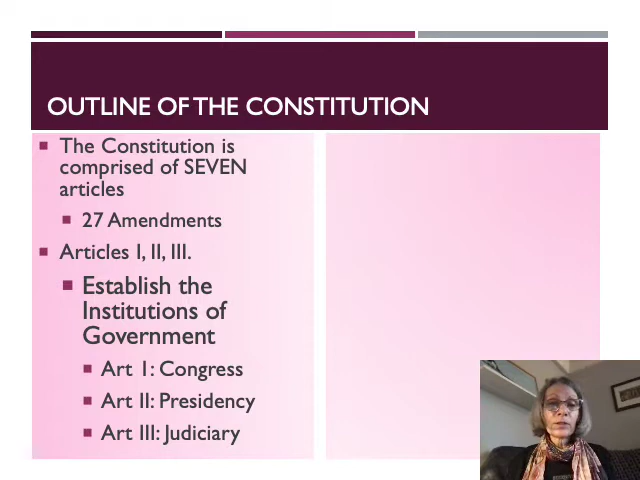 OUTLINE OF THE CONSTITUTION
The Constitution is
comprised of SEVEN
articles
27 Amendments
Articles I, II, III.
Establish the
Institutions of
Government
Art 1: Congress
Art II: Presidency
Art III: Judiciary